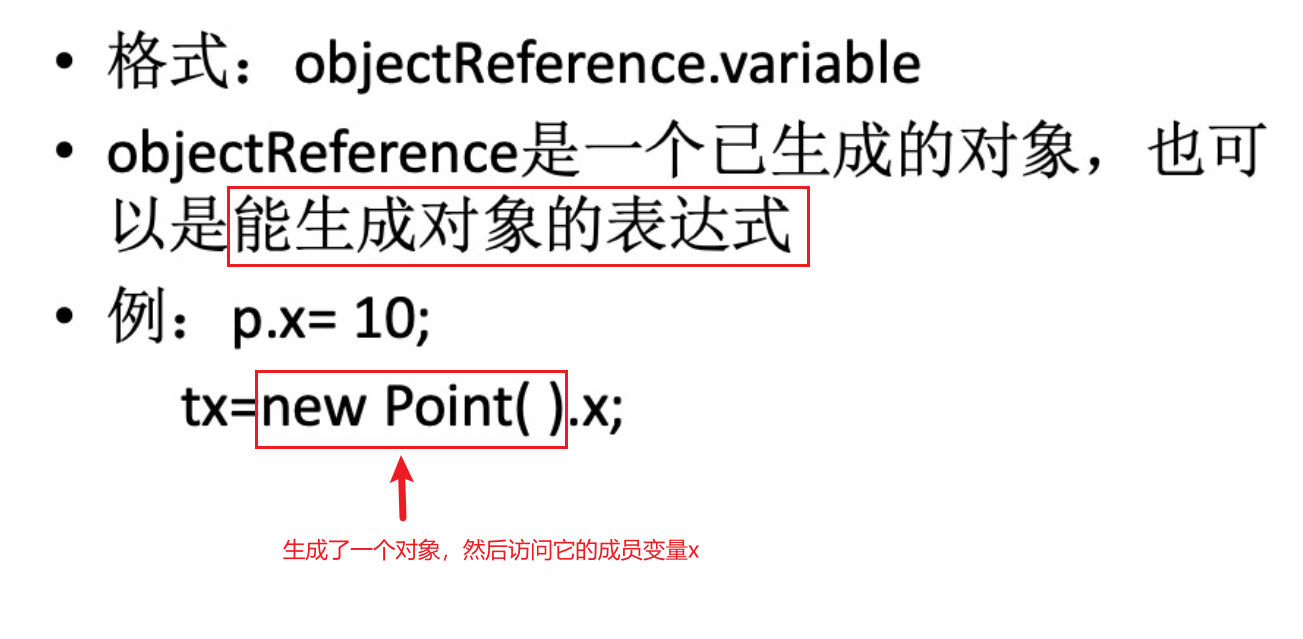 • 格式：objectReference.variable
• objectReference是一个已生成的对象，也可
以是能生成对象的表达式
• 例：p.x= 10;
tx=new Point( ).x;
生成了一个对象，然后访问它的成员变量x